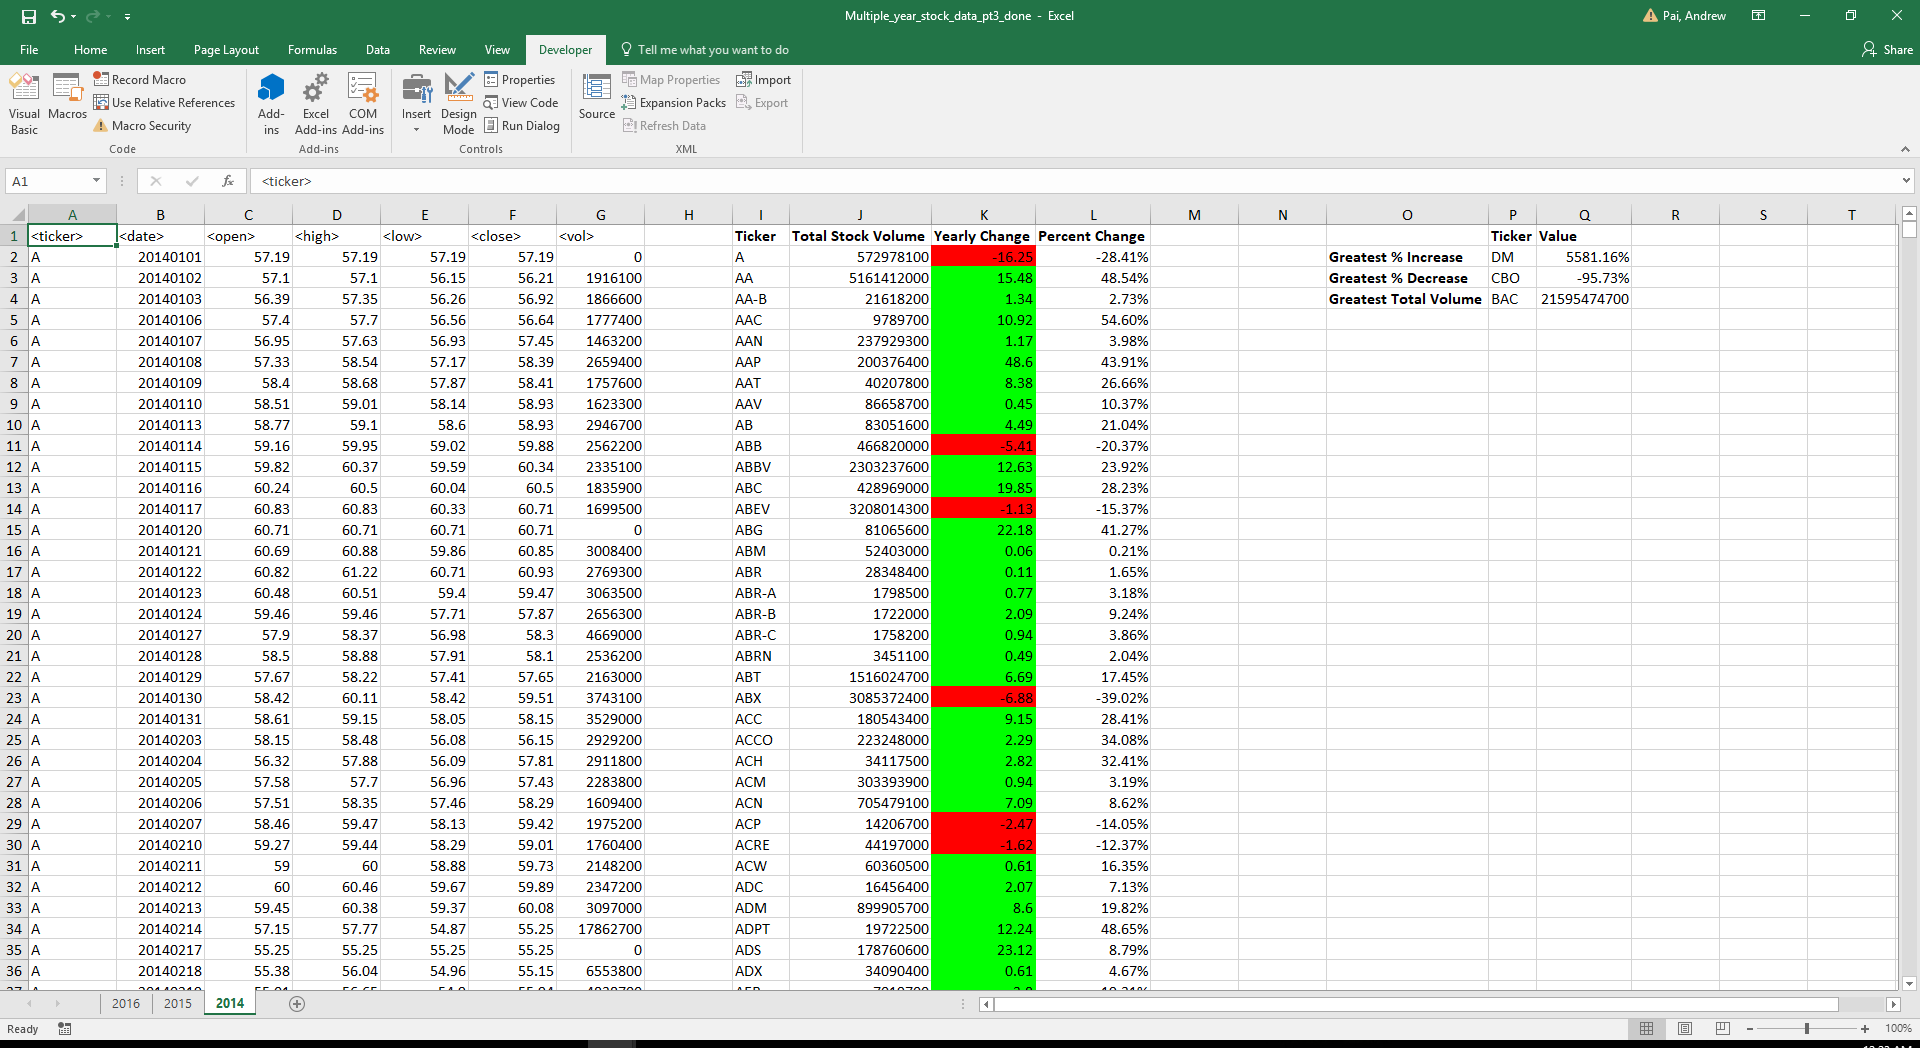 Multiple_year_stock_data_pt3_done - Excel
Pai, Andrew
File Home Insert Page Layout Formulas Data Review View Developer Tell me what you want to do Share
Visual Basic
Macros
Record Macro
Use Relative References
Macro Security
Code
Add-ins
Excel Add-ins
COM Add-ins
Add-ins
Insert
Design Mode
Properties
View Code
Run Dialog
Controls
Source
Map Properties
Expansion Packs
Refresh Data
Import
Export
XML
A1 fx <ticker>
A B C D E F G H I J K L M N O P Q R S T
1 <ticker> <date> <open> <high> <low> <close> <vol> Ticker Total Stock Volume Yearly Change Percent Change Ticker Value
2 A 20140101 57.19 57.19 57.19 57.19 0 A 572978100 -16.25 -28.41% Greatest % Increase DM 5581.16%
3 A 20140102 57.1 57.1 56.15 56.21 1916100 AA 5161412000 15.48 48.54% Greatest % Decrease CBO -95.73%
4 A 20140103 56.39 57.35 56.26 56.92 1866600 AA-B 21618200 1.34 2.73% Greatest Total Volume BAC 21595474700
5 A 20140106 57.4 57.7 56.56 56.64 1777400 AAC 9789700 10.92 54.60%
6 A 20140107 56.95 57.63 56.93 57.45 1463200 AAN 237929300 1.17 3.98%
7 A 20140108 57.33 58.54 57.17 58.39 2659400 AAP 200376400 48.6 43.91%
8 A 20140109 58.4 58.68 57.87 58.41 1757600 AAT 40207800 8.38 26.66%
9 A 20140110 58.51 59.01 58.14 58.93 1623300 AAV 86658700 0.45 10.37%
10 A 20140113 58.77 59.1 58.6 58.93 2946700 AB 83051600 4.49 21.04%
11 A 20140114 59.16 59.95 59.02 59.88 2562200 ABB 466820000 -5.41 -20.37%
12 A 20140115 59.82 60.37 59.59 60.34 2335100 ABBV 2303237600 12.63 23.92%
13 A 20140116 60.24 60.5 60.04 60.5 1835900 ABC 428969000 19.85 28.23%
14 A 20140117 60.83 60.83 60.33 60.71 1699500 ABEV 3208014300 -1.13 -15.37%
15 A 20140120 60.71 60.71 60.71 60.71 0 ABG 81065600 22.18 41.27%
16 A 20140121 60.69 60.88 59.86 60.85 3008400 ABM 52403000 0.06 0.21%
17 A 20140122 60.82 61.22 60.71 60.93 2769300 ABR 28348400 0.11 1.65%
18 A 20140123 60.48 60.51 59.4 59.47 3063500 ABR-A 1798500 0.77 3.18%
19 A 20140124 59.46 59.46 57.71 57.87 2656300 ABR-B 1722000 2.09 9.24%
20 A 20140127 57.9 58.37 56.98 58.3 4669000 ABR-C 1758200 0.94 3.86%
21 A 20140128 58.5 58.88 57.91 58.1 2536200 ABRN 3451100 0.49 2.04%
22 A 20140129 57.67 58.22 57.41 57.65 2163000 ABT 1516024700 6.69 17.45%
23 A 20140130 58.42 60.11 58.42 59.51 3743100 ABX 3085372400 -6.88 -39.02%
24 A 20140131 58.61 59.15 58.05 58.15 3529000 ACC 180543400 9.15 28.41%
25 A 20140203 58.15 58.48 56.08 56.15 2929200 ACCO 223248000 2.29 34.08%
26 A 20140204 56.32 57.88 56.09 57.81 2911800 ACH 34117500 2.82 32.41%
27 A 20140205 57.58 57.7 56.96 57.43 2283800 ACM 303393900 0.94 3.19%
28 A 20140206 57.51 58.35 57.46 58.29 1609400 ACN 705479100 7.09 8.62%
29 A 20140207 58.46 59.47 58.13 59.42 1975200 ACP 14206700 -2.47 -14.05%
30 A 20140210 59.27 59.44 58.29 59.01 1760400 ACRE 44197000 -1.62 -12.37%
31 A 20140211 59 60 58.88 59.73 2148200 ACW 60360500 0.61 16.35%
32 A 20140212 60 60.46 59.67 59.89 2347200 ADC 16456400 2.07 7.13%
33 A 20140213 59.45 60.38 59.37 60.08 3097000 ADM 899905700 8.6 19.82%
34 A 20140214 57.15 57.77 54.87 55.25 17862700 ADPT 19722500 12.24 48.65%
35 A 20140217 55.25 55.25 55.25 55.25 0 ADS 178760600 23.12 8.79%
36 A 20140218 55.38 56.04 54.96 55.15 6553800 ADX 34090400 0.61 4.67%
2016 2015 2014
Ready
100%